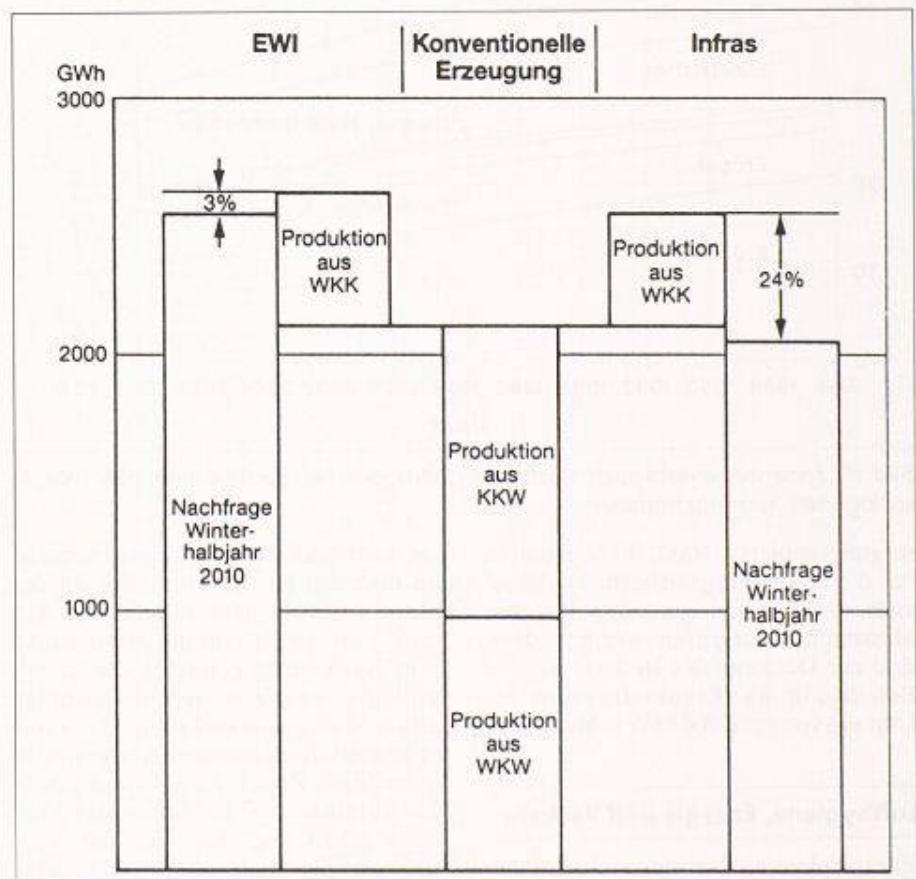 EWI
Konventionelle
Erzeugung
Infras
GWh
3000
2000
1000
3%
Produktion
aus
WKK
Nachfrage
Winter-
halbjahr
2010
Produktion
aus
KKW
Produktion
aus
WKW
Produktion
aus
WKK
24%
Nachfrage
Winter-
halbjahr
2010